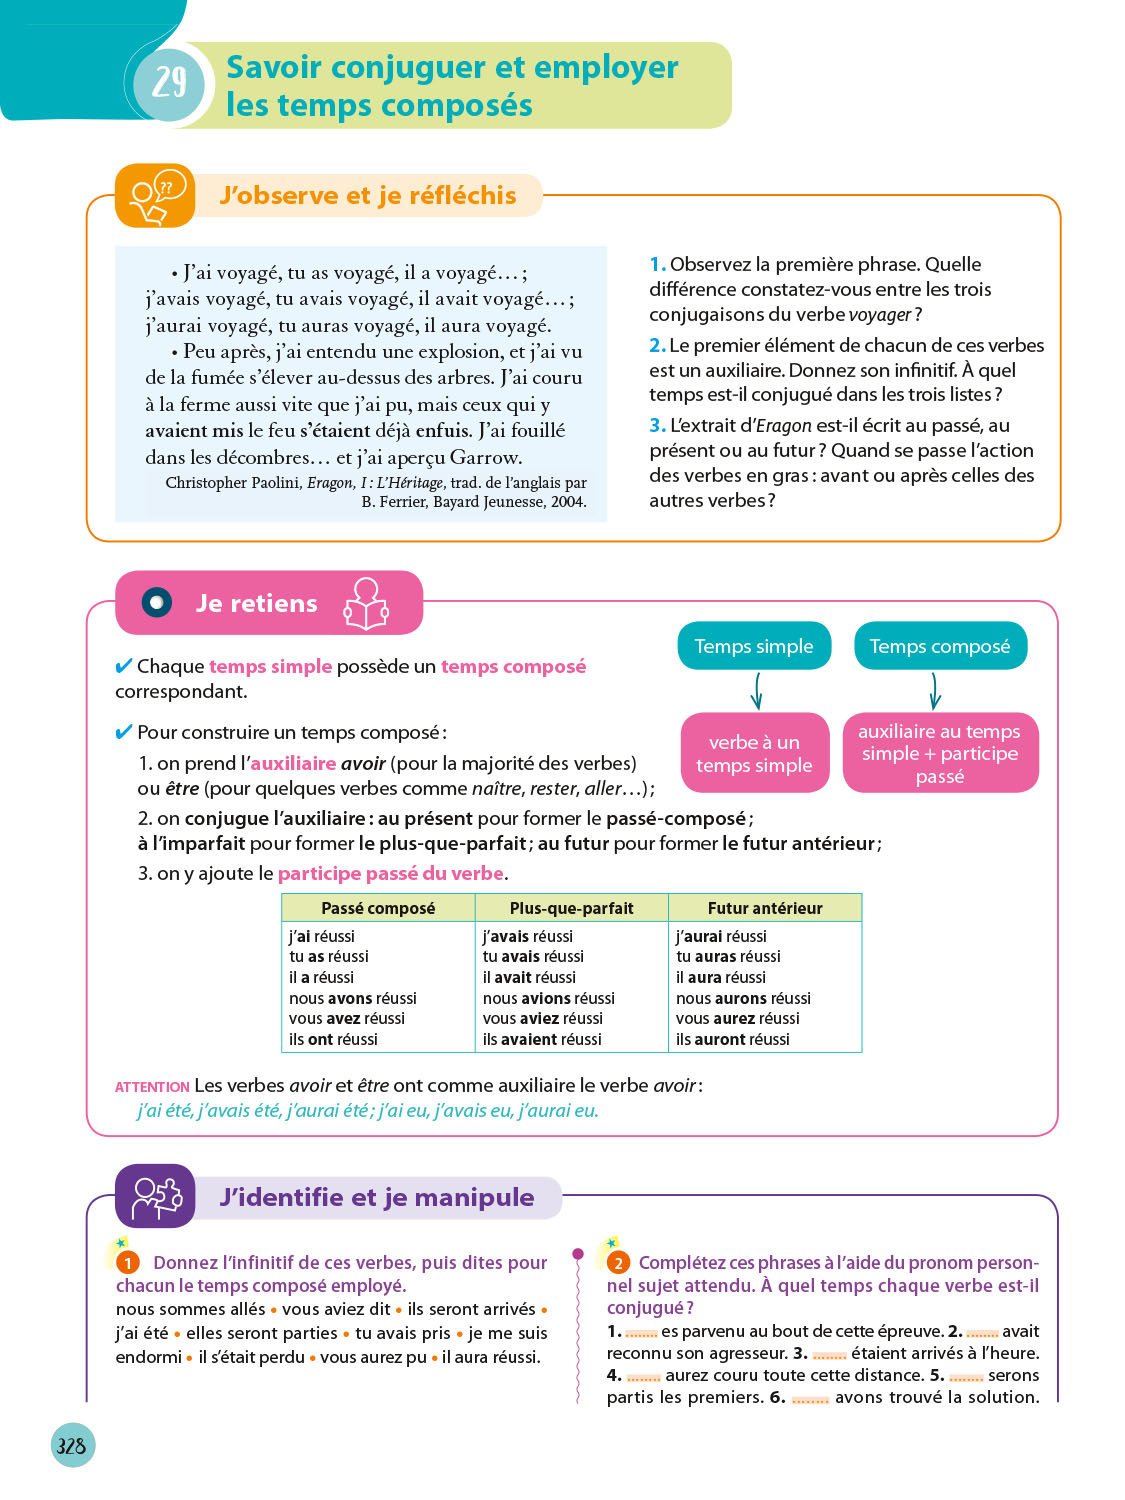 29
Savoir conjuguer et employer
les temps composés
??
J'observe et je réfléchis
• J'ai voyagé, tu as voyagé, il a voyagé… ;
j'avais voyagé, tu avais voyagé, il avait voyagé… ;
j'aurai voyagé, tu auras voyagé, il aura voyagé.
• Peu après, j'ai entendu une explosion, et j'ai vu
de la fumée s'élever au-dessus des arbres. J'ai couru
à la ferme aussi vite que j'ai pu, mais ceux qui y
avaient mis le feu s'étaient déjà enfuis. J'ai fouillé
dans les décombres… et j'ai aperçu Garrow.
Christopher Paolini, Eragon, I : L'Héritage, trad. de l'anglais par
B. Ferrier, Bayard Jeunesse, 2004.
1. Observez la première phrase. Quelle
différence constatez-vous entre les trois
conjugaisons du verbe voyager ?
2. Le premier élément de chacun de ces verbes
est un auxiliaire. Donnez son infinitif. À quel
temps est-il conjugué dans les trois listes ?
3. L'extrait d'Eragon est-il écrit au passé, au
présent ou au futur ? Quand se passe l'action
des verbes en gras : avant ou après celles des
autres verbes ?
Je retiens
✔ Chaque temps simple possède un temps composé
correspondant.
✔ Pour construire un temps composé :
1. on prend l'auxiliaire avoir (pour la majorité des verbes)
ou être (pour quelques verbes comme naître, rester, aller…) ;
2. on conjugue l'auxiliaire : au présent pour former le passé-composé ;
à l'imparfait pour former le plus-que-parfait ; au futur pour former le futur antérieur ;
3. on y ajoute le participe passé du verbe.
Temps simple
Temps composé
verbe à un
temps simple
auxiliaire au temps
simple + participe
passé
Passé composé Plus-que-parfait Futur antérieur
j'ai réussi j'avais réussi j'aurai réussi
tu as réussi tu avais réussi tu auras réussi
il a réussi il avait réussi il aura réussi
nous avons réussi nous avions réussi nous aurons réussi
vous avez réussi vous aviez réussi vous aurez réussi
ils ont réussi ils avaient réussi ils auront réussi
ATTENTION Les verbes avoir et être ont comme auxiliaire le verbe avoir :
j'ai été, j'avais été, j'aurai été ; j'ai eu, j'avais eu, j'aurai eu.
J'identifie et je manipule
1 Donnez l'infinitif de ces verbes, puis dites pour
chacun le temps composé employé.
nous sommes allés • vous aviez dit • ils seront arrivés •
j'ai été • elles seront parties • tu avais pris • je me suis
endormi • il s'était perdu • vous aurez pu • il aura réussi.
2 Complétez ces phrases à l'aide du pronom person-
nel sujet attendu. À quel temps chaque verbe est-il
conjugué ?
1. ........ es parvenu au bout de cette épreuve. 2. ........ avait
reconnu son agresseur. 3. ........ étaient arrivés à l'heure.
4. ........ aurez couru toute cette distance. 5. ........ serons
partis les premiers. 6. ........ avons trouvé la solution.
328